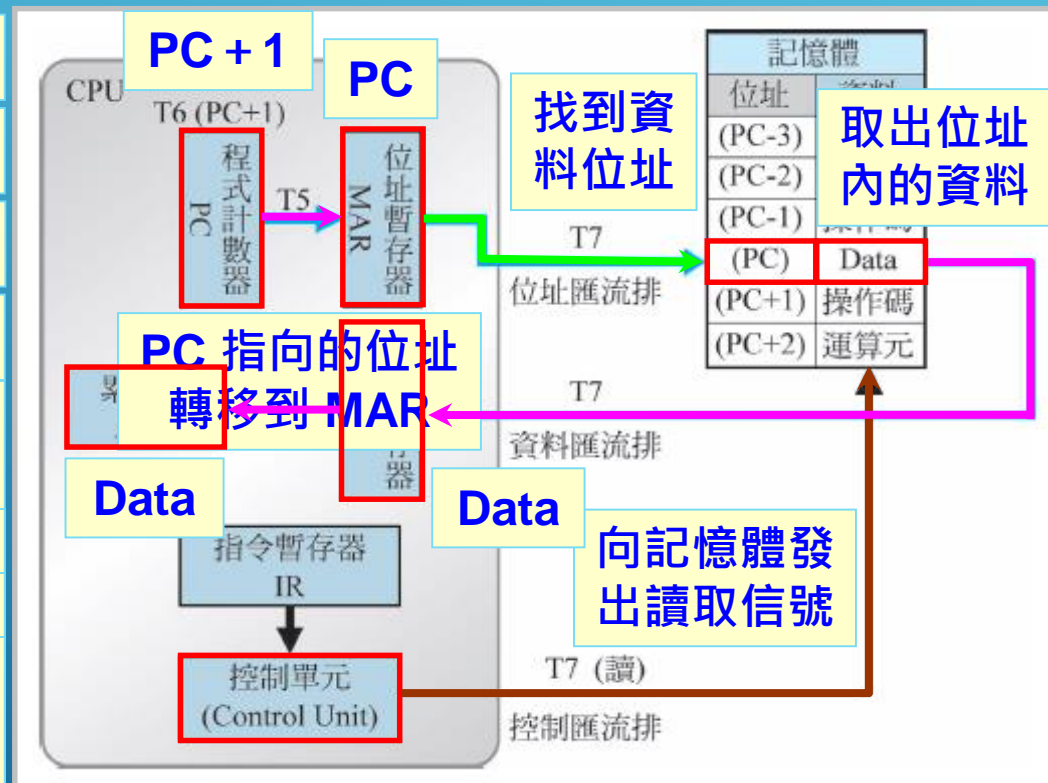 PC＋1
PC
CPU
T6 (PC+1)
程式計數器
PC
T5
位址暫存器
MAR
找到資
料位址
T7
位址匯流排
記憶體
位址
(PC-3)
(PC-2)
(PC-1)
(PC)
Data
(PC+1)
操作碼
(PC+2)
運算元
取出位址
內的資料
PC 指向的位址
轉移到 MAR
T7
資料匯流排
器
Data
Data
指令暫存器
IR
向記憶體發
出讀取信號
控制單元
(Control Unit)
T7 (讀)
控制匯流排